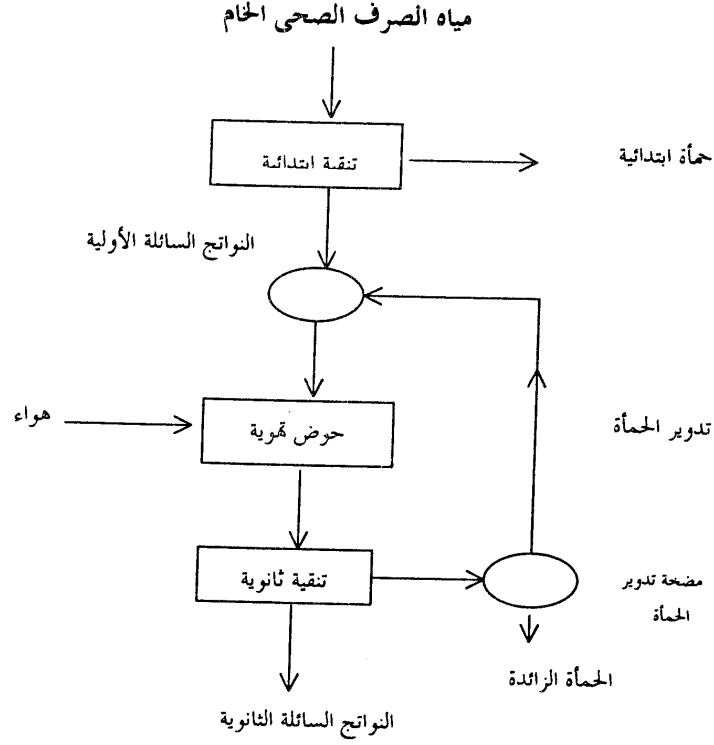 مياه الصرف الصحى الخام
تنقية ابتدائية
حمأة ابتدائية
النواتج السائلة الأولية
هواء
حوض تهوية
تدوير الحمأة
تنقية ثانوية
مضخة تدوير
الحمأة
الحمأة الزائدة
النواتج السائلة الثانوية